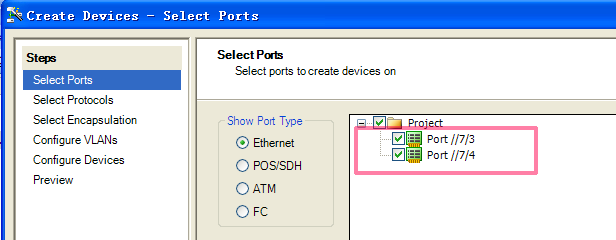 Create Devices - Select Ports
Steps
Select Ports
Select Protocols
Select Encapsulation
Configure VLANs
Configure Devices
Preview
Select Ports
Select ports to create devices on
Show Port Type
Ethernet
POS/SDH
ATM
FC
Project
Port //7/3
Port //7/4